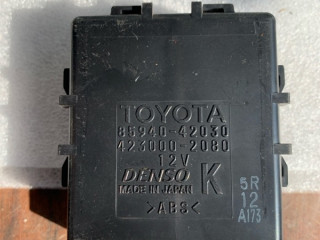 TOYOTA
85940-42030
423000-2080
12V
DENSO K
MADE IN JAPAN
>ABS<
5R
12
A173